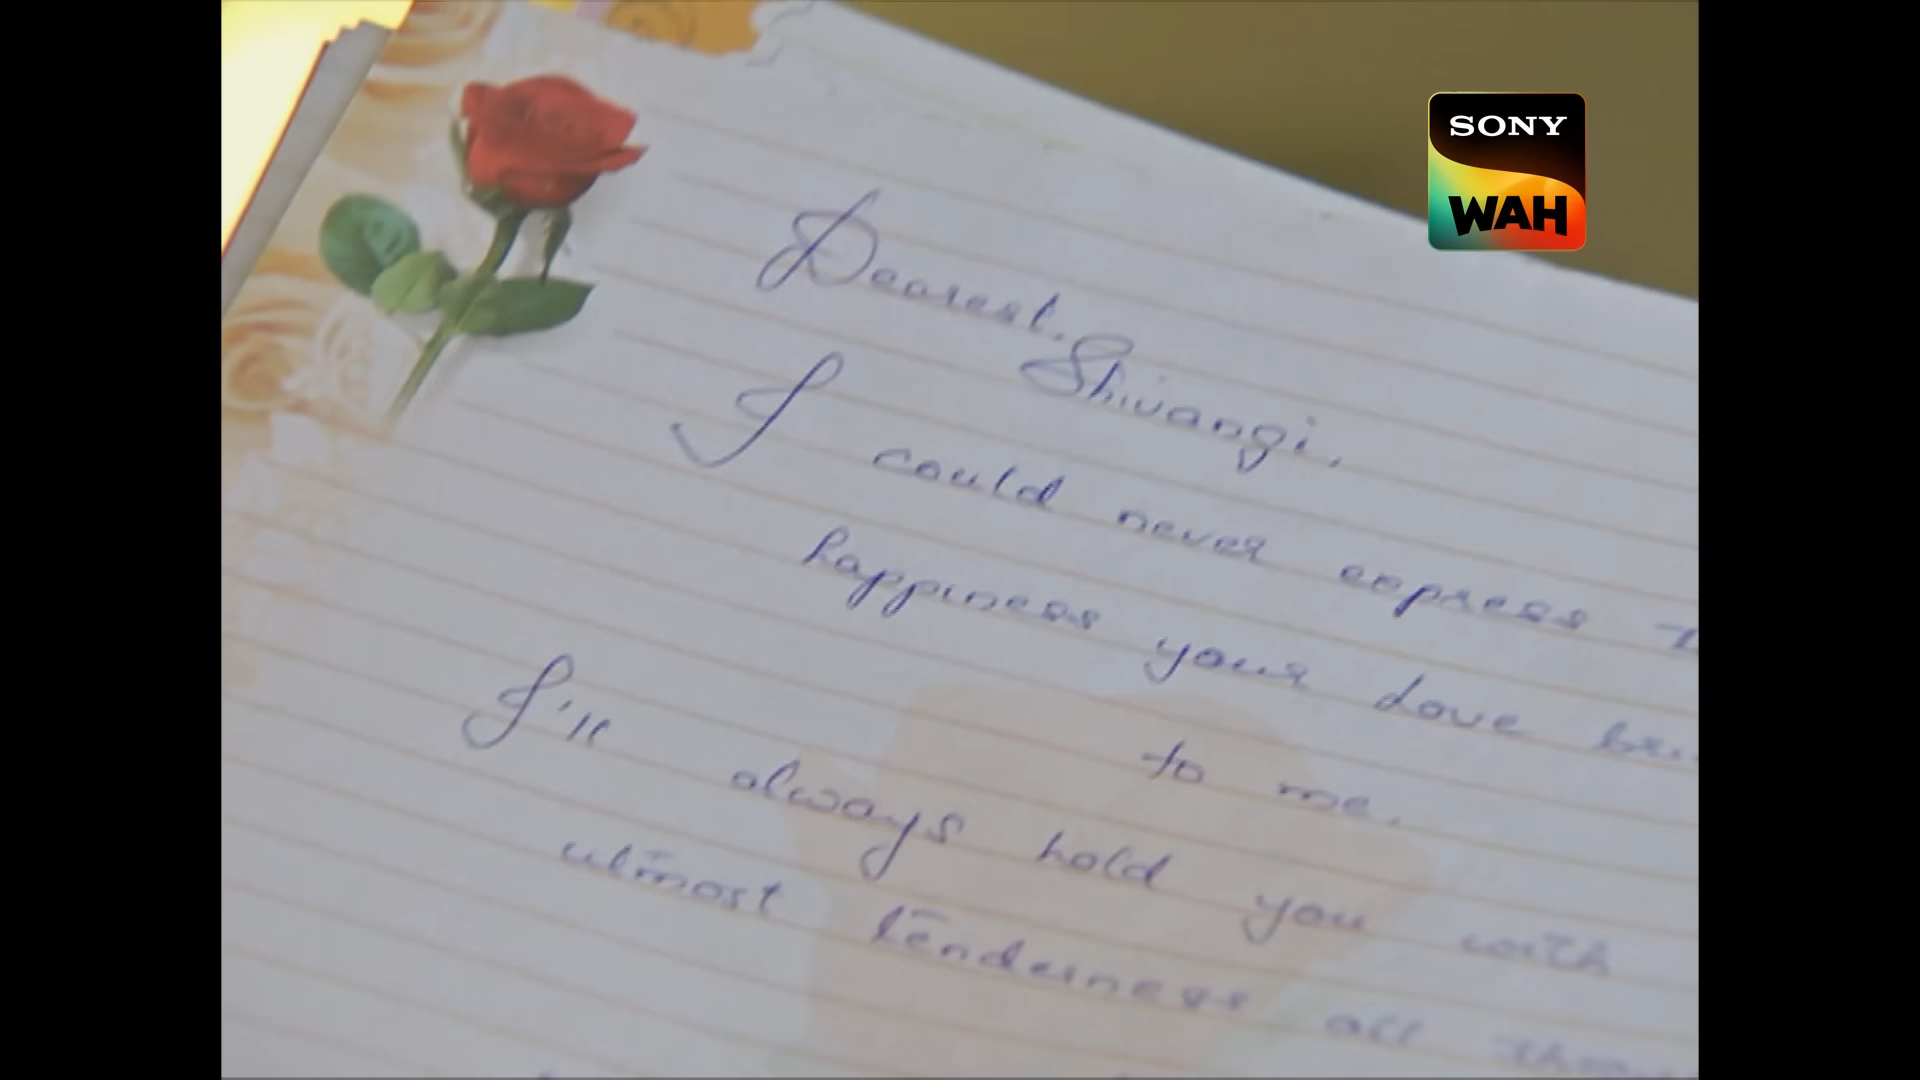 SONY
WAH
Dearest.
Shivangi.
I could never express
happiness your Love
to me.
I'll always hold you with
utmost tenderness all